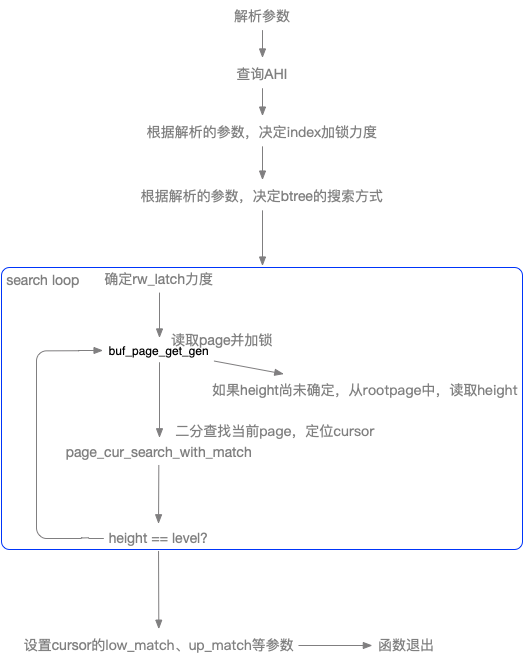 解析参数
查询AHI
根据解析的参数，决定index加锁力度
根据解析的参数，决定btree的搜索方式
search loop
确定rw_latch力度
读取page并加锁
buf_page_get_gen
如果height尚未确定，从rootpage中，读取height
二分查找当前page，定位cursor
page_cur_search_with_match
height == level?
设置cursor的low_match、up_match等参数
函数退出